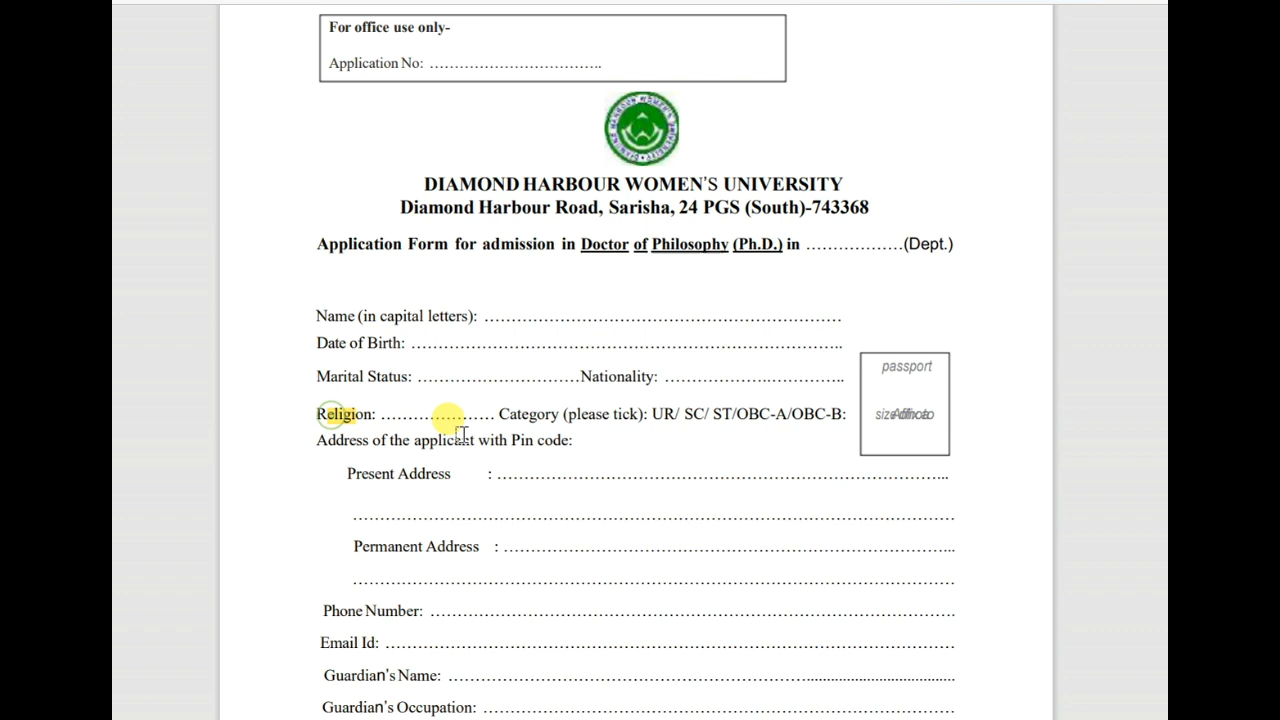 For office use only-
Application No: ……………………………..
DIAMOND HARBOUR WOMEN'S UNIVERSITY
Diamond Harbour Road, Sarisha, 24 PGS (South)-743368
Application Form for admission in Doctor of Philosophy (Ph.D.) in ………………(Dept.)
Name (in capital letters): ………………………………………………………
Date of Birth: …………………………………………………………………..
Marital Status: …………………………Nationality: ………………..…………..
passport
Religion: ………………… Category (please tick): UR/ SC/ ST/OBC-A/OBC-B:
Address of the applicant with Pin code:
Present Address : ……………………………………………………………………...
………………………………………………………………………………………
Permanent Address : ……………………………………………………………………...
………………………………………………………………………………………
Phone Number: ………………………………………………………………………….
Email Id: …………………………………………………………………………………
Guardian's Name: ………………………………………………………......................................
Guardian's Occupation: …………………………………………………………………